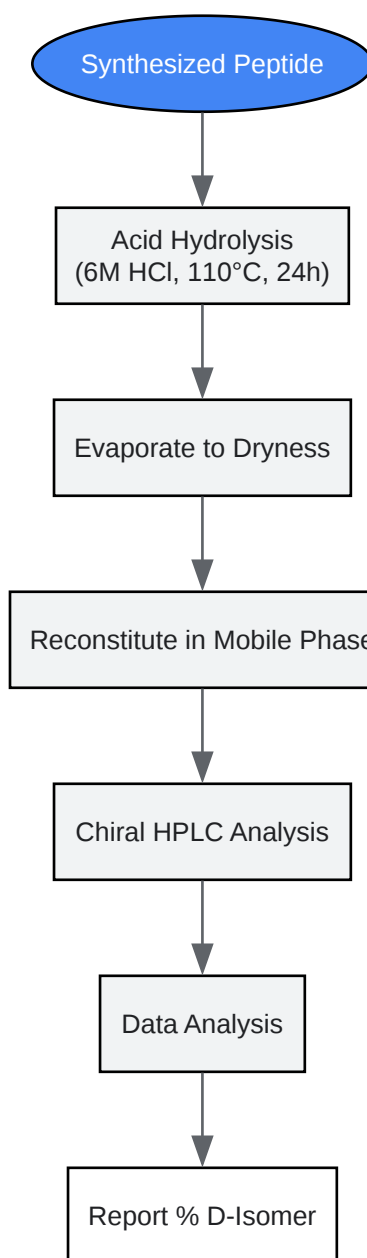 Synthesized Peptide
Acid Hydrolysis
(6M HCl, 110°C, 24h)
Evaporate to Dryness
Reconstitute in Mobile Phase
Chiral HPLC Analysis
Data Analysis
Report % D-Isomer